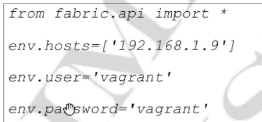 from fabric.api import *
env.hosts=['192.168.1.9']
env.user='vagrant'
env.password='vagrant'